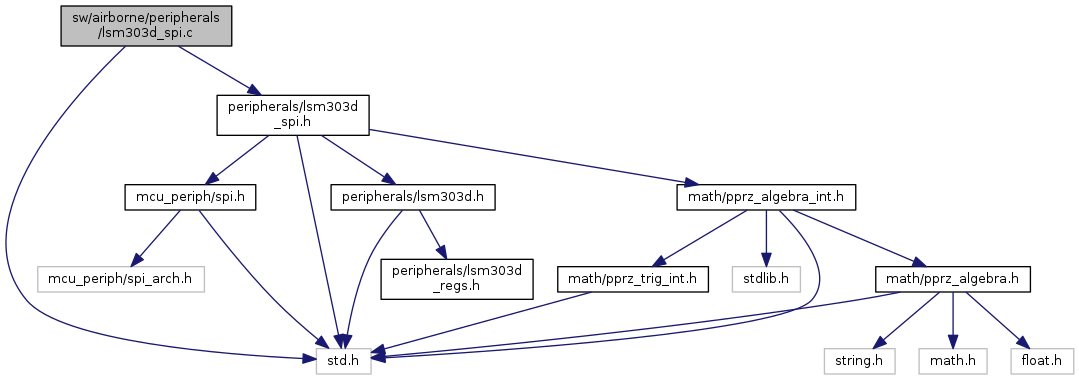 sw/airborne/peripherals
/lsm303d_spi.c
peripherals/lsm303d
_spi.h
mcu_periph/spi.h
peripherals/lsm303d.h
math/pprz_algebra_int.h
mcu_periph/spi_arch.h
peripherals/lsm303d
_regs.h
math/pprz_trig_int.h
stdlib.h
math/pprz_algebra.h
std.h
string.h
math.h
float.h